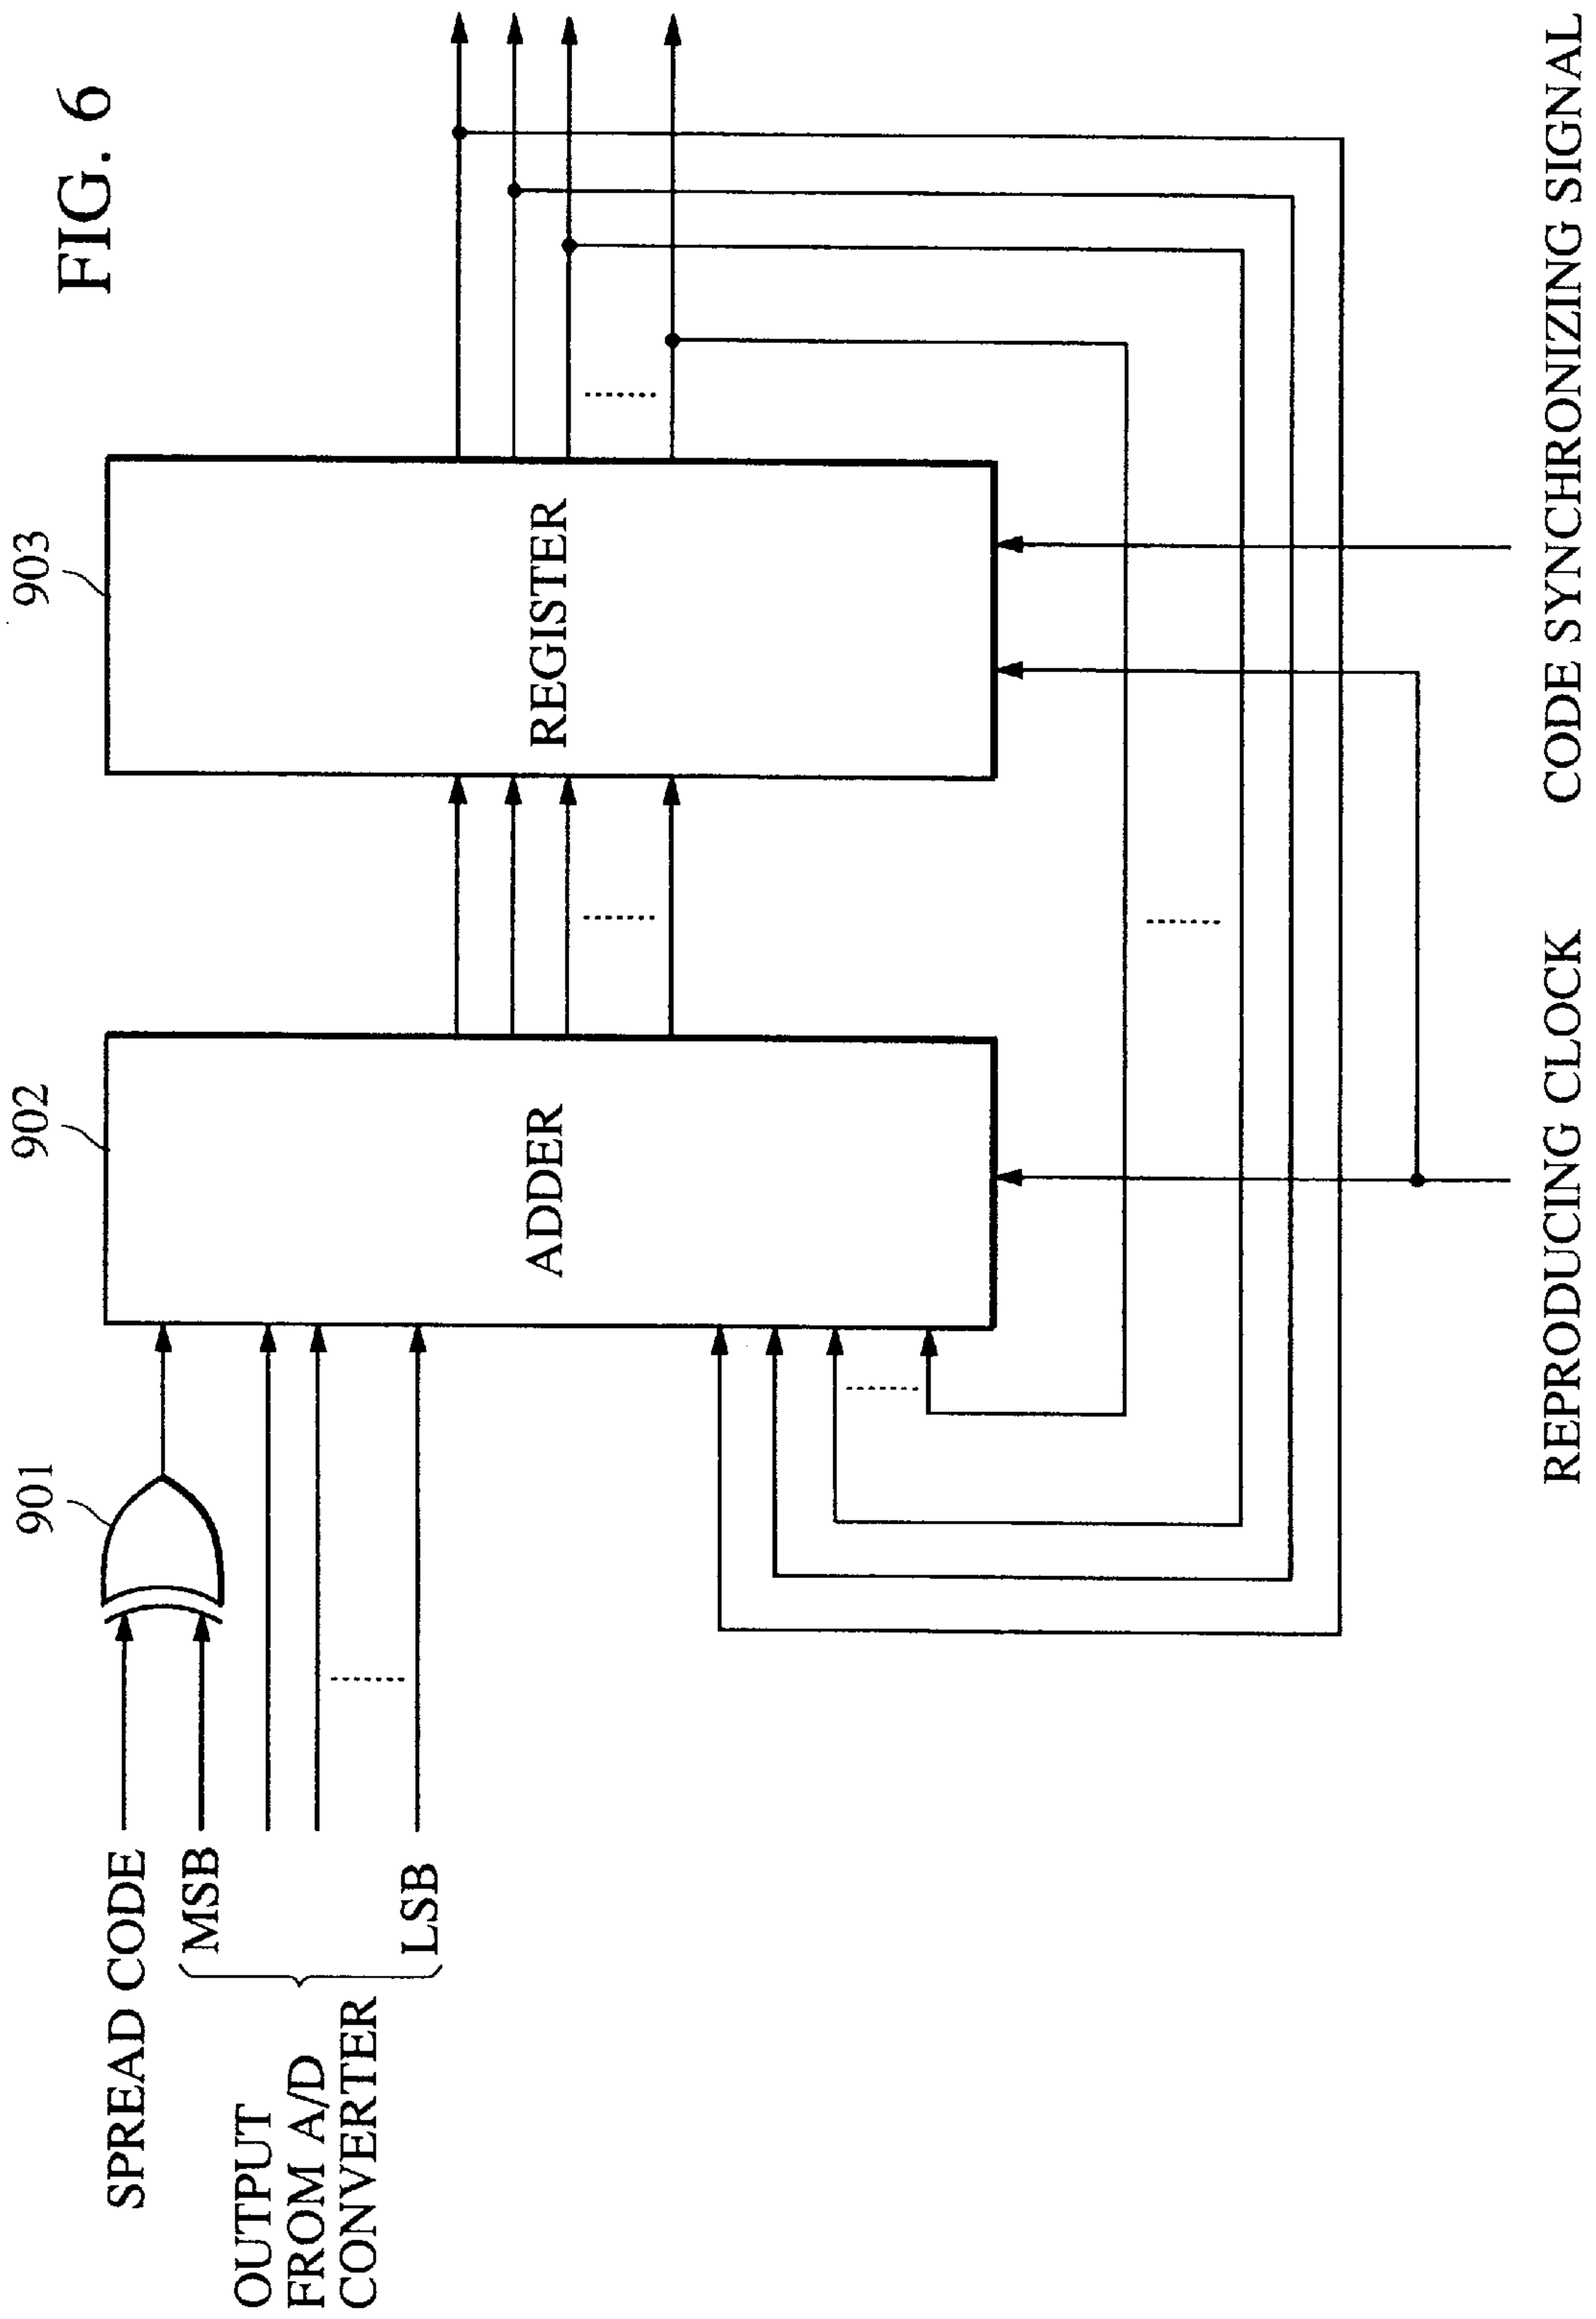 FIG. 6
901
902
903
SPREAD CODE
MSB
LSB
OUTPUT
FROM A/D
CONVERTER
ADDER
REGISTER
REPRODUCING CLOCK
CODE SYNCHRONIZING SIGNAL